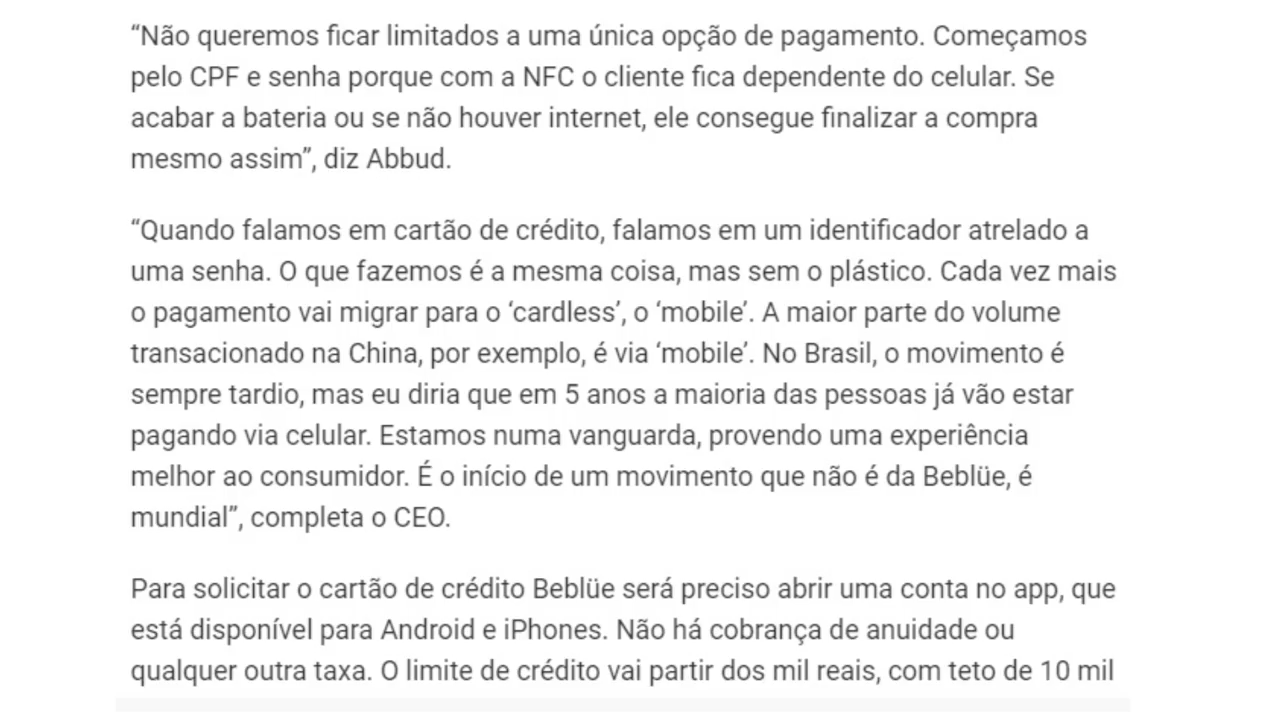 “Não queremos ficar limitados a uma única opção de pagamento. Começamos
pelo CPF e senha porque com a NFC o cliente fica dependente do celular. Se
acabar a bateria ou se não houver internet, ele consegue finalizar a compra
mesmo assim”, diz Abbud.
“Quando falamos em cartão de crédito, falamos em um identificador atrelado a
uma senha. O que fazemos é a mesma coisa, mas sem o plástico. Cada vez mais
o pagamento vai migrar para o ‘cardless’, o ‘mobile’. A maior parte do volume
transacionado na China, por exemplo, é via ‘mobile’. No Brasil, o movimento é
sempre tardio, mas eu diria que em 5 anos a maioria das pessoas já vão estar
pagando via celular. Estamos numa vanguarda, provendo uma experiência
melhor ao consumidor. É o início de um movimento que não é da Beblüe, é
mundial”, completa o CEO.
Para solicitar o cartão de crédito Beblüe será preciso abrir uma conta no app, que
está disponível para Android e iPhones. Não há cobrança de anuidade ou
qualquer outra taxa. O limite de crédito vai partir dos mil reais, com teto de 10 mil